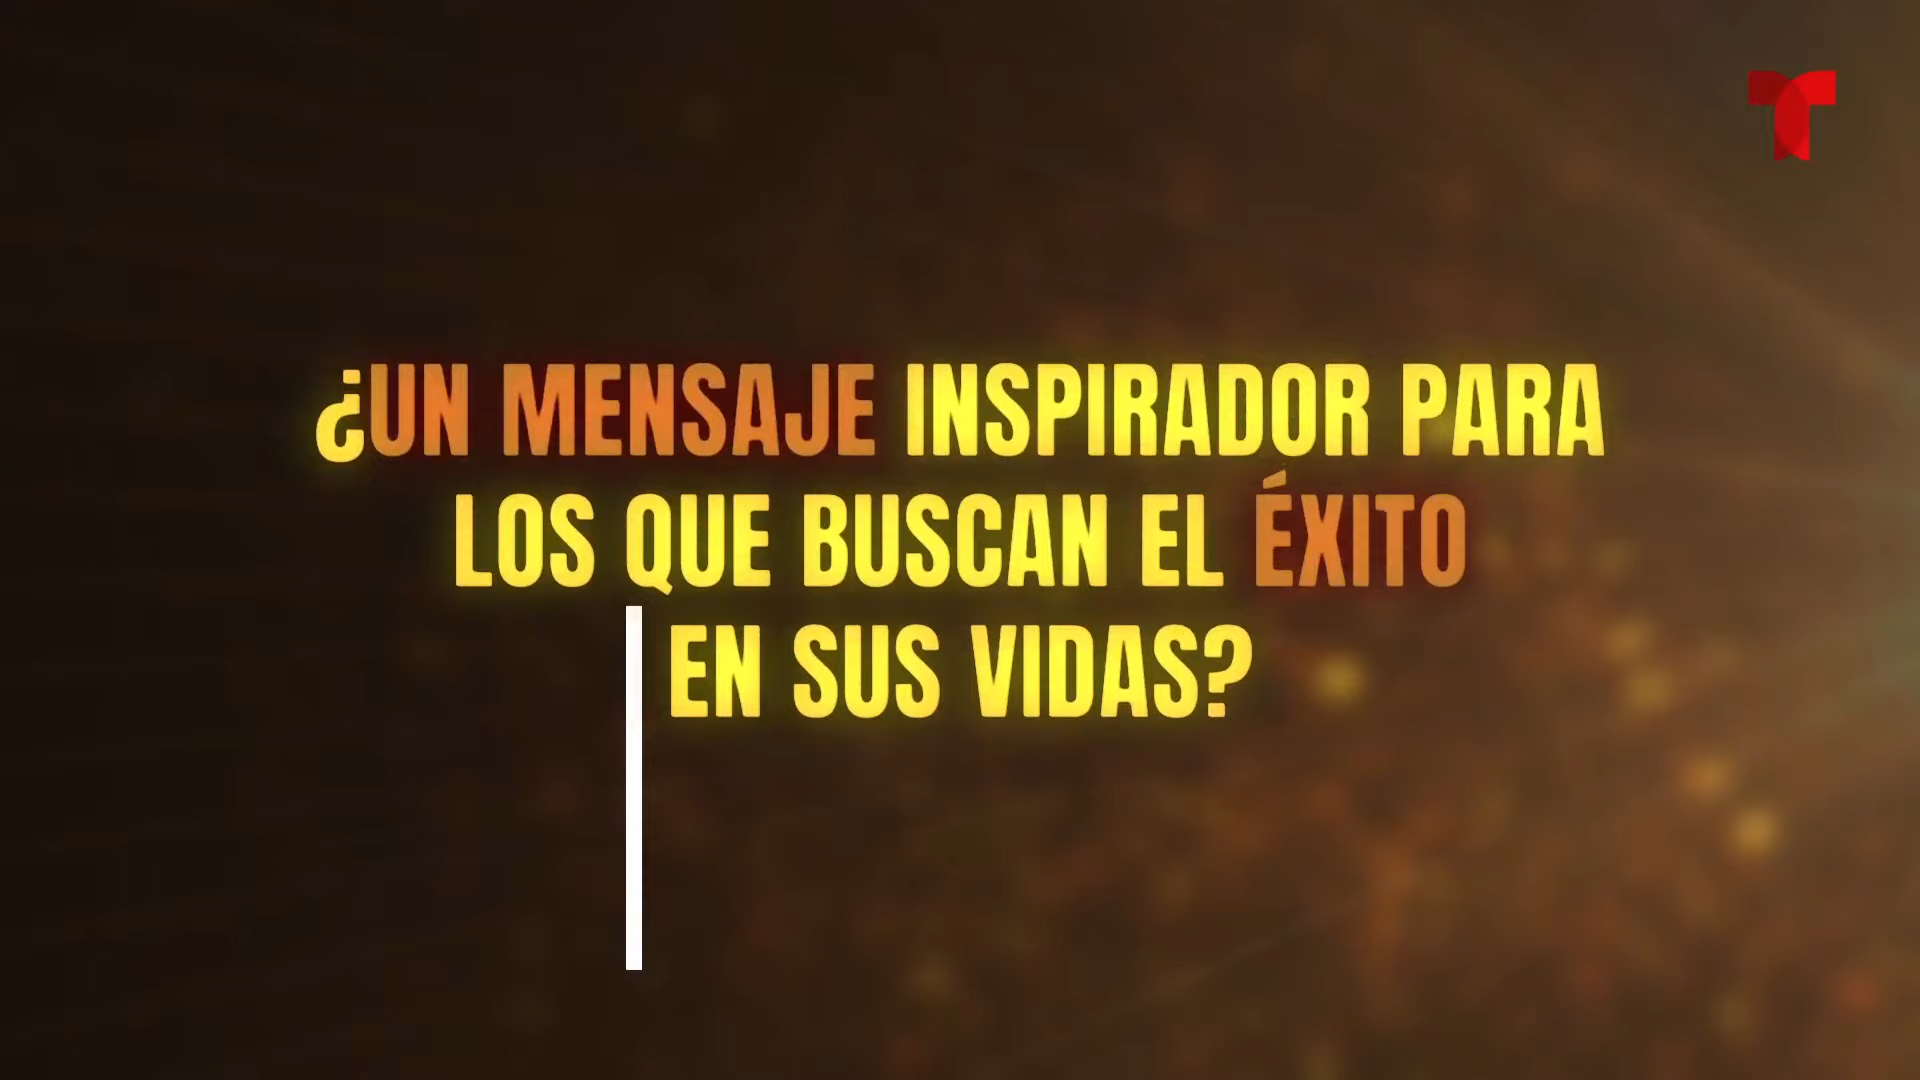 ¿UN MENSAJE INSPIRADOR PARA
LOS QUE BUSCAN EL ÉXITO
EN SUS VIDAS?